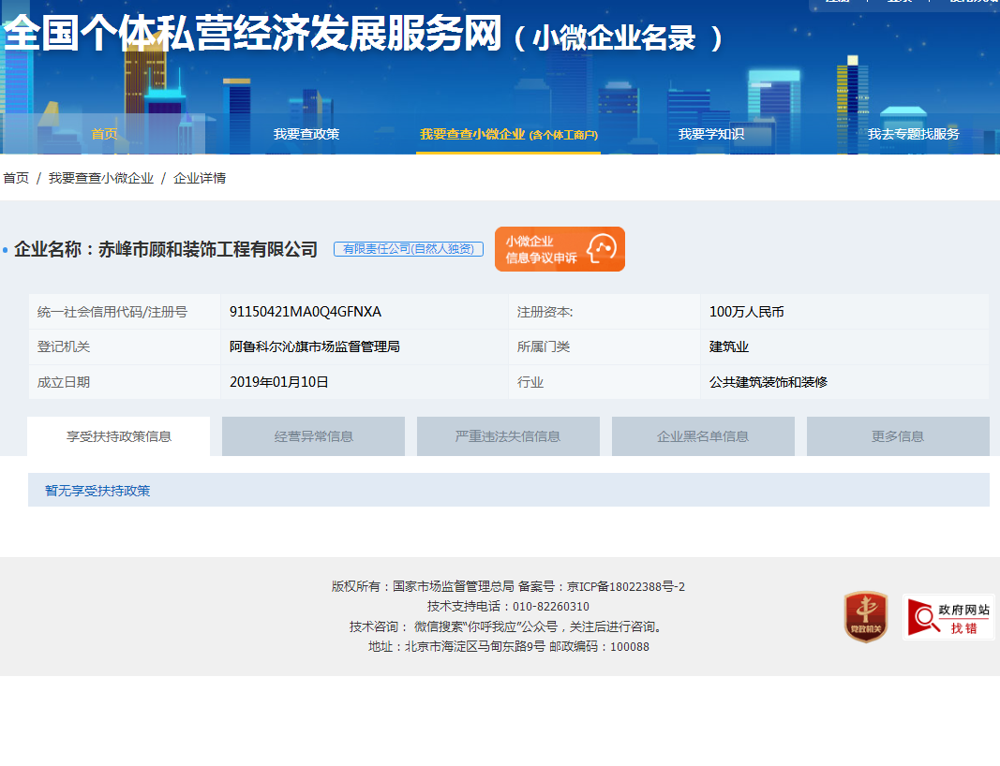 全国个体私营经济发展服务网 ( 小微企业名录 )
首页 我要查政策 我要查查小微企业 (含个体工商户) 我要学知识 我去专题找服务
首页 / 我要查查小微企业 / 企业详情
企业名称：赤峰市顾和装饰工程有限公司 有限责任公司(自然人独资) 小微企业
信息争议申诉
统一社会信用代码/注册号 91150421MA0Q4GFNXA 注册资本: 100万人民币
登记机关 阿鲁科尔沁旗市场监督管理局 所属门类 建筑业
成立日期 2019年01月10日 行业 公共建筑装饰和装修
享受扶持政策信息 经营异常信息 严重违法失信信息 企业黑名单信息 更多信息
暂无享受扶持政策
版权所有：国家市场监督管理总局 备案号：京ICP备18022388号-2
技术支持电话：010-82260310
技术咨询： 微信搜索“你呼我应”公众号，关注后进行咨询。
地址：北京市海淀区马甸东路9号 邮政编码：100088
党政机关
政府网站
找错